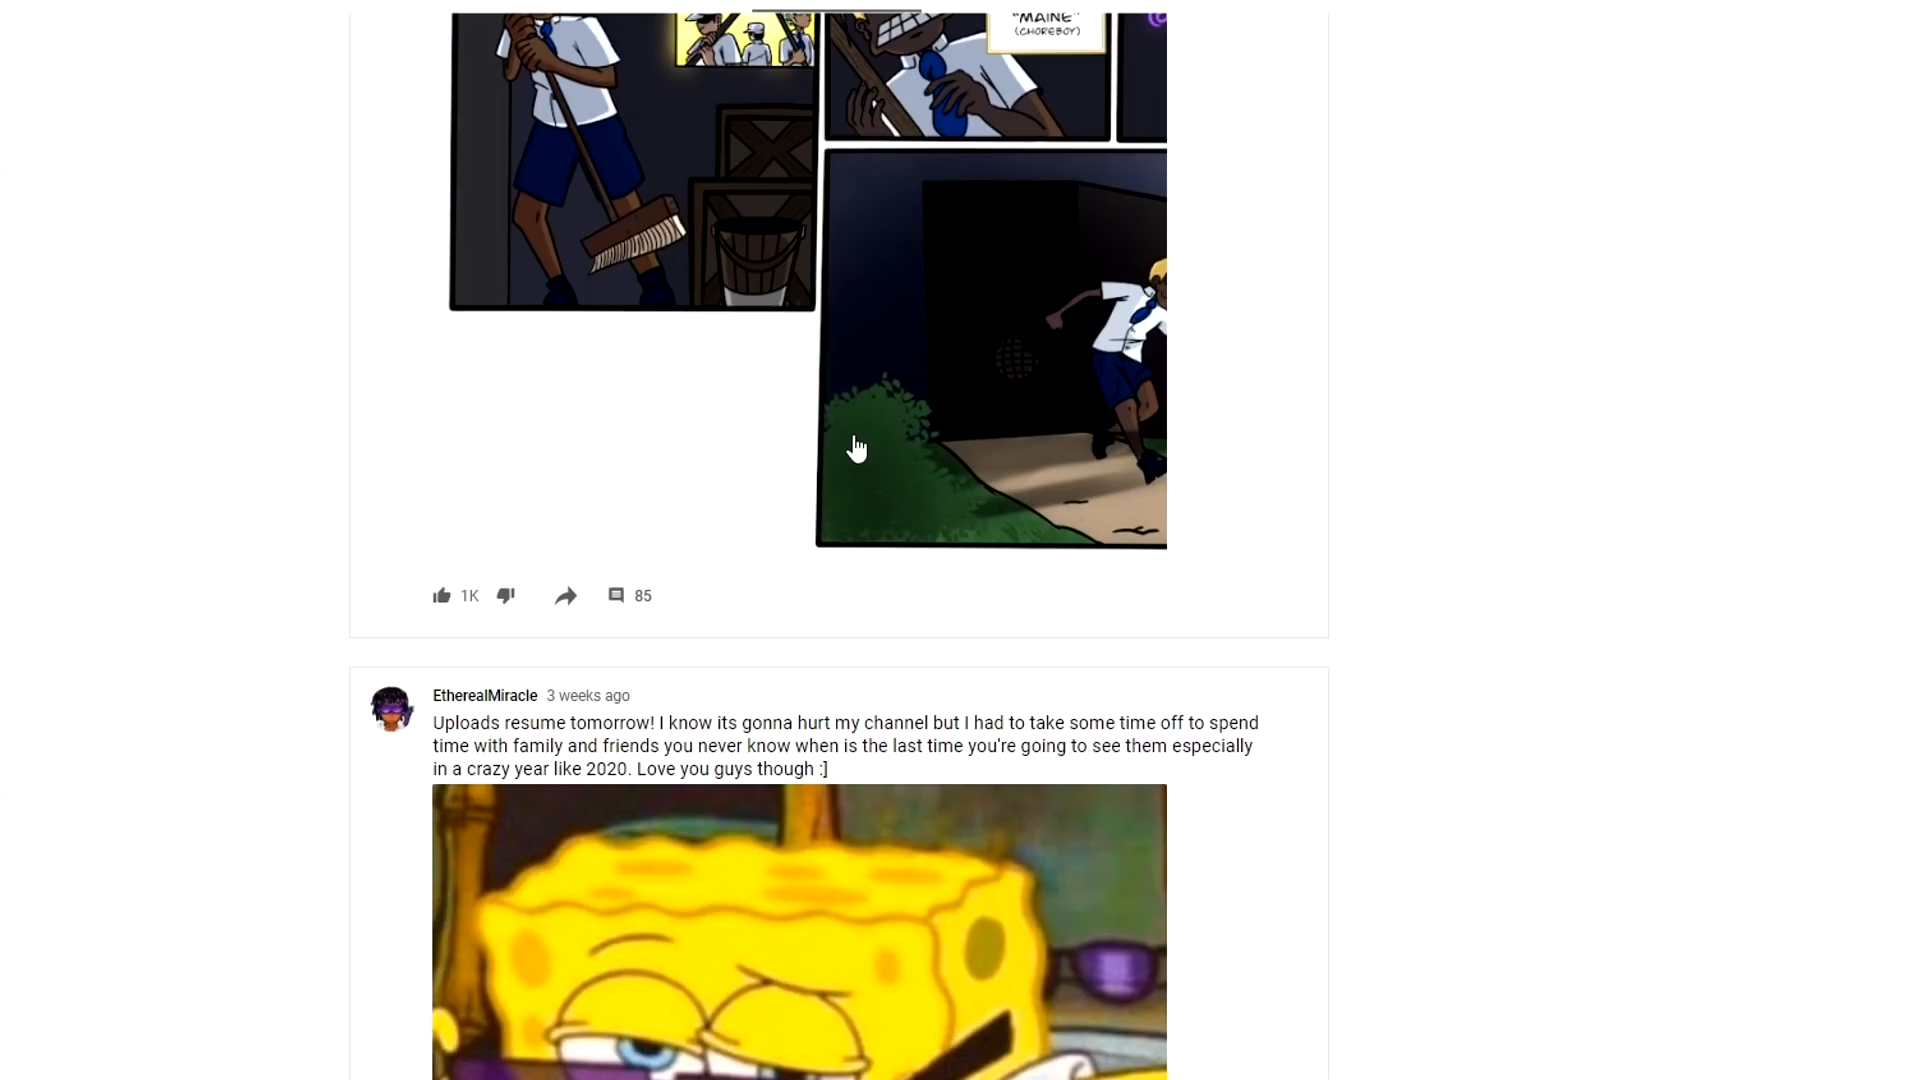 "MAINE"
(CHOREBOY)
1K
85
EtherealMiracle 3 weeks ago
Uploads resume tomorrow! I know its gonna hurt my channel but I had to take some time off to spend
time with family and friends you never know when is the last time you're going to see them especially
in a crazy year like 2020. Love you guys though :]